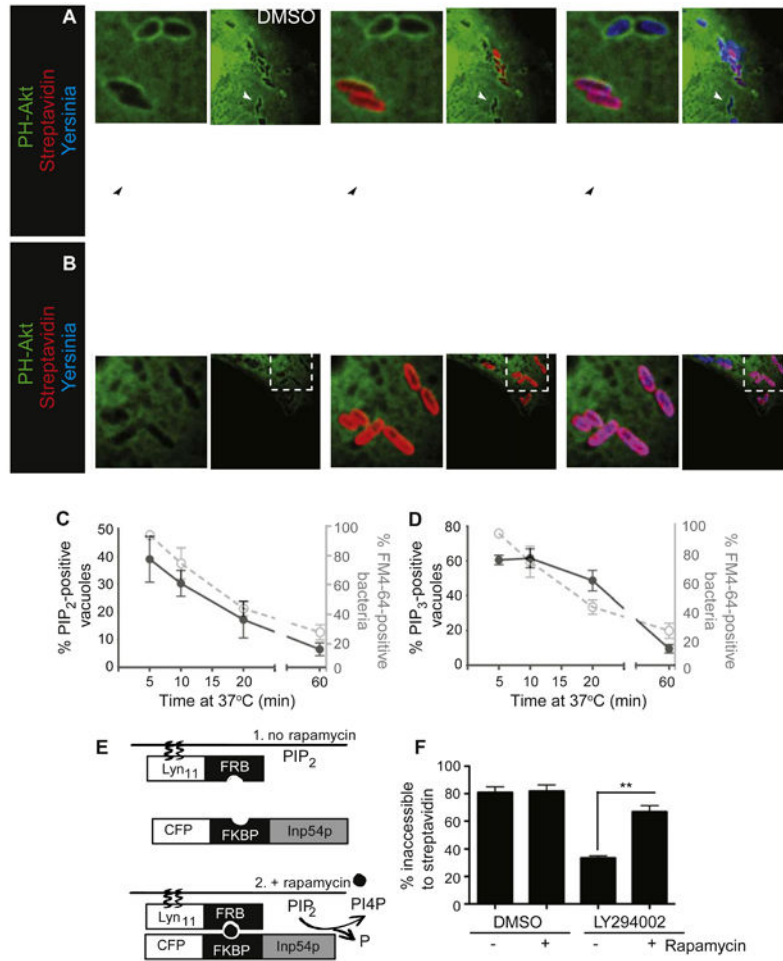 A
DMSO
PH-Akt
Streptavidin
Yersinia
B
PH-Akt
Streptavidin
Yersinia
C
% PIP2-positive
vacuoles
50
40
30
20
10
0
100
80
60
40
20
0
% FM4-64-positive
bacteria
5 10 15 20 60
Time at 37°C (min)
D
% PIP3-positive
vacuoles
80
60
40
20
0
100
80
60
40
20
0
% FM4-64-positive
bacteria
5 10 15 20 60
Time at 37°C (min)
E
1. no rapamycin
Lyn11 FRB PIP2
CFP FKBP Inp54p
2. + rapamycin
Lyn11 FRB PIP2 PI4P
CFP FKBP Inp54p P
F
% inaccessible
to streptavidin
100
80
60
40
20
0
**
DMSO LY294002
- + - + Rapamycin